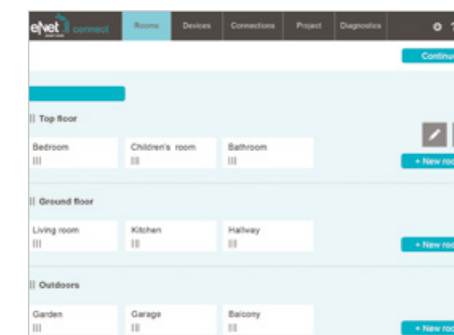 eNet connect Rooms Devices Connections Project Diagnostics ?
Continu
Top floor
Bedroom Children's room Bathroom
+ New roo
Ground floor
Living room Kitchen Hallway
+ New roo
Outdoors
Garden Garage Balcony
+ New roo